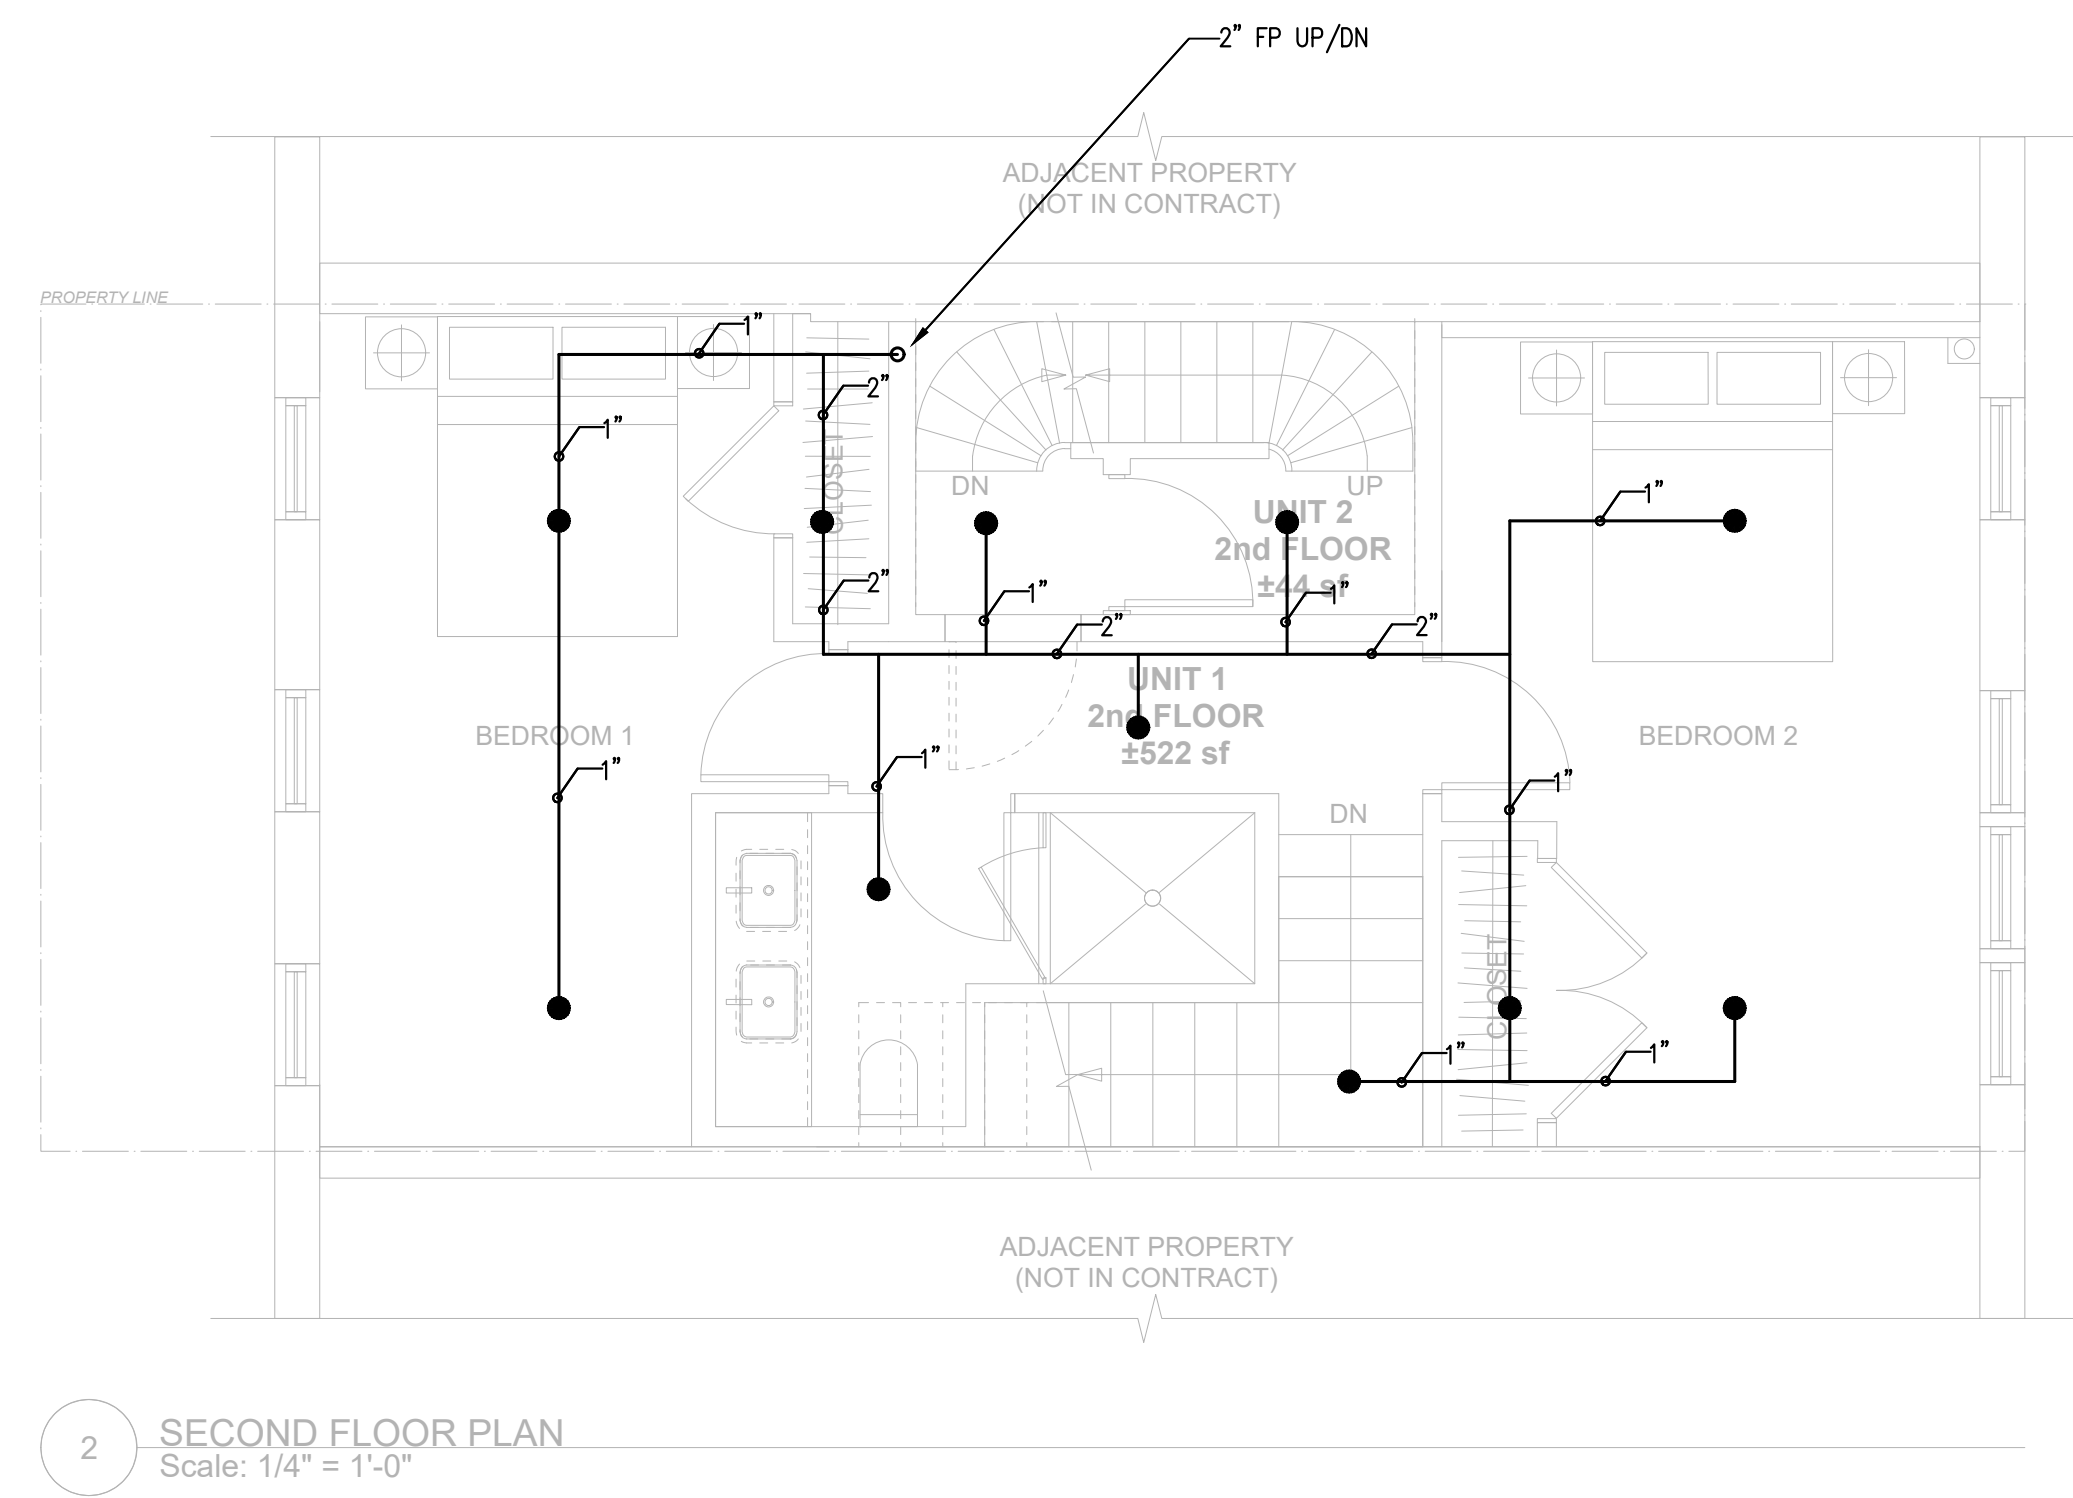 2” FP UP/DN
ADJACENT PROPERTY
(NOT IN CONTRACT)
PROPERTY LINE
1”
2”
1”
CLOSET
DN
UP
1”
UNIT 2
2nd FLOOR
±44 sf
2”
1”
1”
2”
2”
UNIT 1
2nd FLOOR
±522 sf
BEDROOM 1
BEDROOM 2
1”
1”
1”
DN
CLOSET
1”
1”
ADJACENT PROPERTY
(NOT IN CONTRACT)
2
SECOND FLOOR PLAN
Scale: 1/4" = 1'-0"